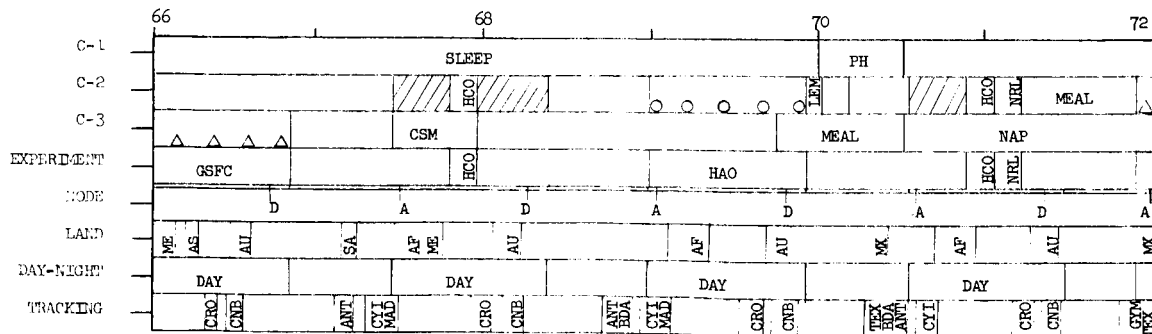 66 68 70 72
C-1 SLEEP PH
C-2 HCO LEM HCO NRL MEAL
C-3 CSM MEAL NAP
EXPERIMENT GSFC HCO HAO HCO NRL
NODE D A D A D A D A
LAND ME AS AU SA AF ME AU AF AU MX AF AU MX
DAY-NIGHT DAY DAY DAY DAY
TRACKING CRO CNB ANT CYI MAD CRO CNB ANT BDA CYI MAD CRO CNB TEX BDA ANT CYI CRO CNB GYM TEX